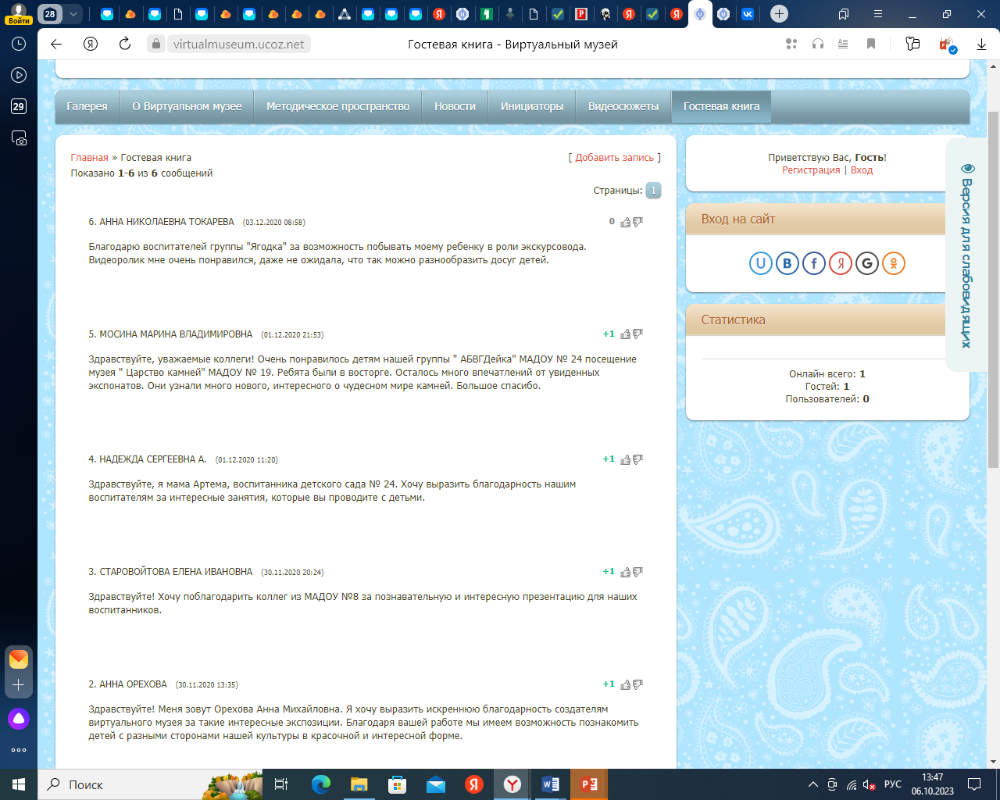 28
Войти
29
virtualmuseum.ucoz.net
Гостевая книга - Виртуальный музей
Галерея
О Виртуальном музее
Методическое пространство
Новости
Инициаторы
Видеосюжеты
Гостевая книга
Главная » Гостевая книга
[ Добавить запись ]
Показано 1-6 из 6 сообщений
Страницы: 1
6. АННА НИКОЛАЕВНА ТОКАРЕВА (03.12.2020 08:58)
0
Благодарю воспитателей группы "Ягодка" за возможность побывать моему ребенку в роли экскурсовода.
Видеоролик мне очень понравился, даже не ожидала, что так можно разнообразить досуг детей.
5. МОСИНА МАРИНА ВЛАДИМИРОВНА (01.12.2020 21:53)
+1
Здравствуйте, уважаемые коллеги! Очень понравилось детям нашей группы " АБВГДейка" МАДОУ № 24 посещение
музея " Царство камней" МАДОУ № 19. Ребята были в восторге. Осталось много впечатлений от увиденных
экспонатов. Они узнали много нового, интересного о чудесном мире камней. Большое спасибо.
4. НАДЕЖДА СЕРГЕЕВНА А. (01.12.2020 11:20)
+1
Здравствуйте, я мама Артема, воспитанника детского сада № 24. Хочу выразить благодарность нашим
воспитателям за интересные занятия, которые вы проводите с детьми.
3. СТАРОВОЙТОВА ЕЛЕНА ИВАНОВНА (30.11.2020 20:24)
+1
Здравствуйте! Хочу поблагодарить коллег из МАДОУ №8 за познавательную и интересную презентацию для наших
воспитанников.
2. АННА ОРЕХОВА (30.11.2020 13:35)
+1
Здравствуйте! Меня зовут Орехова Анна Михайловна. Я хочу выразить искреннюю благодарность создателям
виртуального музея за такие интересные экспозиции. Благодаря вашей работе мы имеем возможность познакомить
детей с разными сторонами нашей культуры в красочной и интересной форме.
Приветствую Вас, Гость!
Регистрация | Вход
Вход на сайт
Статистика
Онлайн всего: 1
Гостей: 1
Пользователей: 0
Версия для слабовидящих
Поиск
РУС
13:47
06.10.2023